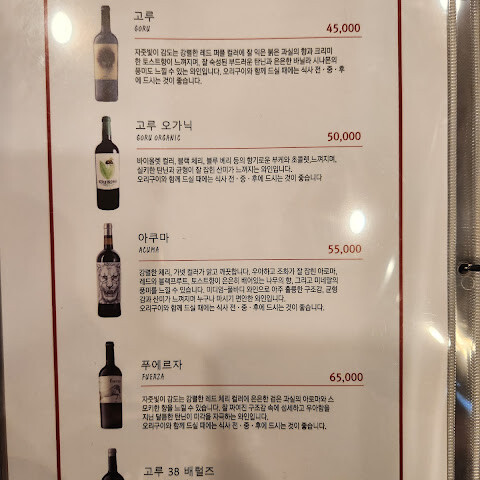 고루
GORU
45,000
자줏빛이 감도는 강렬한 레드 퍼플 컬러에 잘 익은 붉은 과실의 향과 크리미
한 토스트향이 느껴지며, 잘 숙성된 부드러운 탄닌과 은은한 바닐라 시나몬의
풍미도 느낄 수 있는 와인입니다. 오리구이와 함께 드실 때에는 식사 전·중·후
에 드시는 것이 좋습니다.
고루 오가닉
GORU ORGANIC
50,000
바이올렛 컬러, 블랙 체리, 블루 베리 등의 향기로운 부케와 초콜렛느껴지며,
실키한 탄닌과 균형이 잘 잡힌 산미가 느껴지는 와인입니다.
오리구이와 함께 드실 때에는 식사 전·중·후에 드시는 것이 좋습니다
아쿠마
ACUMA
55,000
강렬한 체리, 가넷 컬러가 맑고 깨끗합니다. 우아하고 조화가 잘 잡힌 아로마,
레드와 블랙프루트, 토스트향이 은은히 베어있는 나무의 향, 그리고 미네랄의
풍미를 느낄 수 있습니다. 미디엄~풀바디 와인으로 아주 훌륭한 구조감, 균형
감과 산미가 느껴지며 누구나 마시기 편안한 와인입니다.
오리구이와 함께 드실 때에는 식사 전·중·후에 드시는 것이 좋습니다.
푸에르자
FUERZA
65,000
자줏빛이 감도는 강렬한 레드 체리 컬러에 은은한 검은 과실의 아로마와 스
모키한 향을 느낄 수 있습니다. 잘 짜여진 구조감 속에 섬세하고 우아함을
지닌 달콤한 탄닌이 미각을 자극하는 와인입니다.
오리구이와 함께 드실 때에는 식사 전·중·후에 드시는 것이 좋습니다.
고루 38 배럴즈